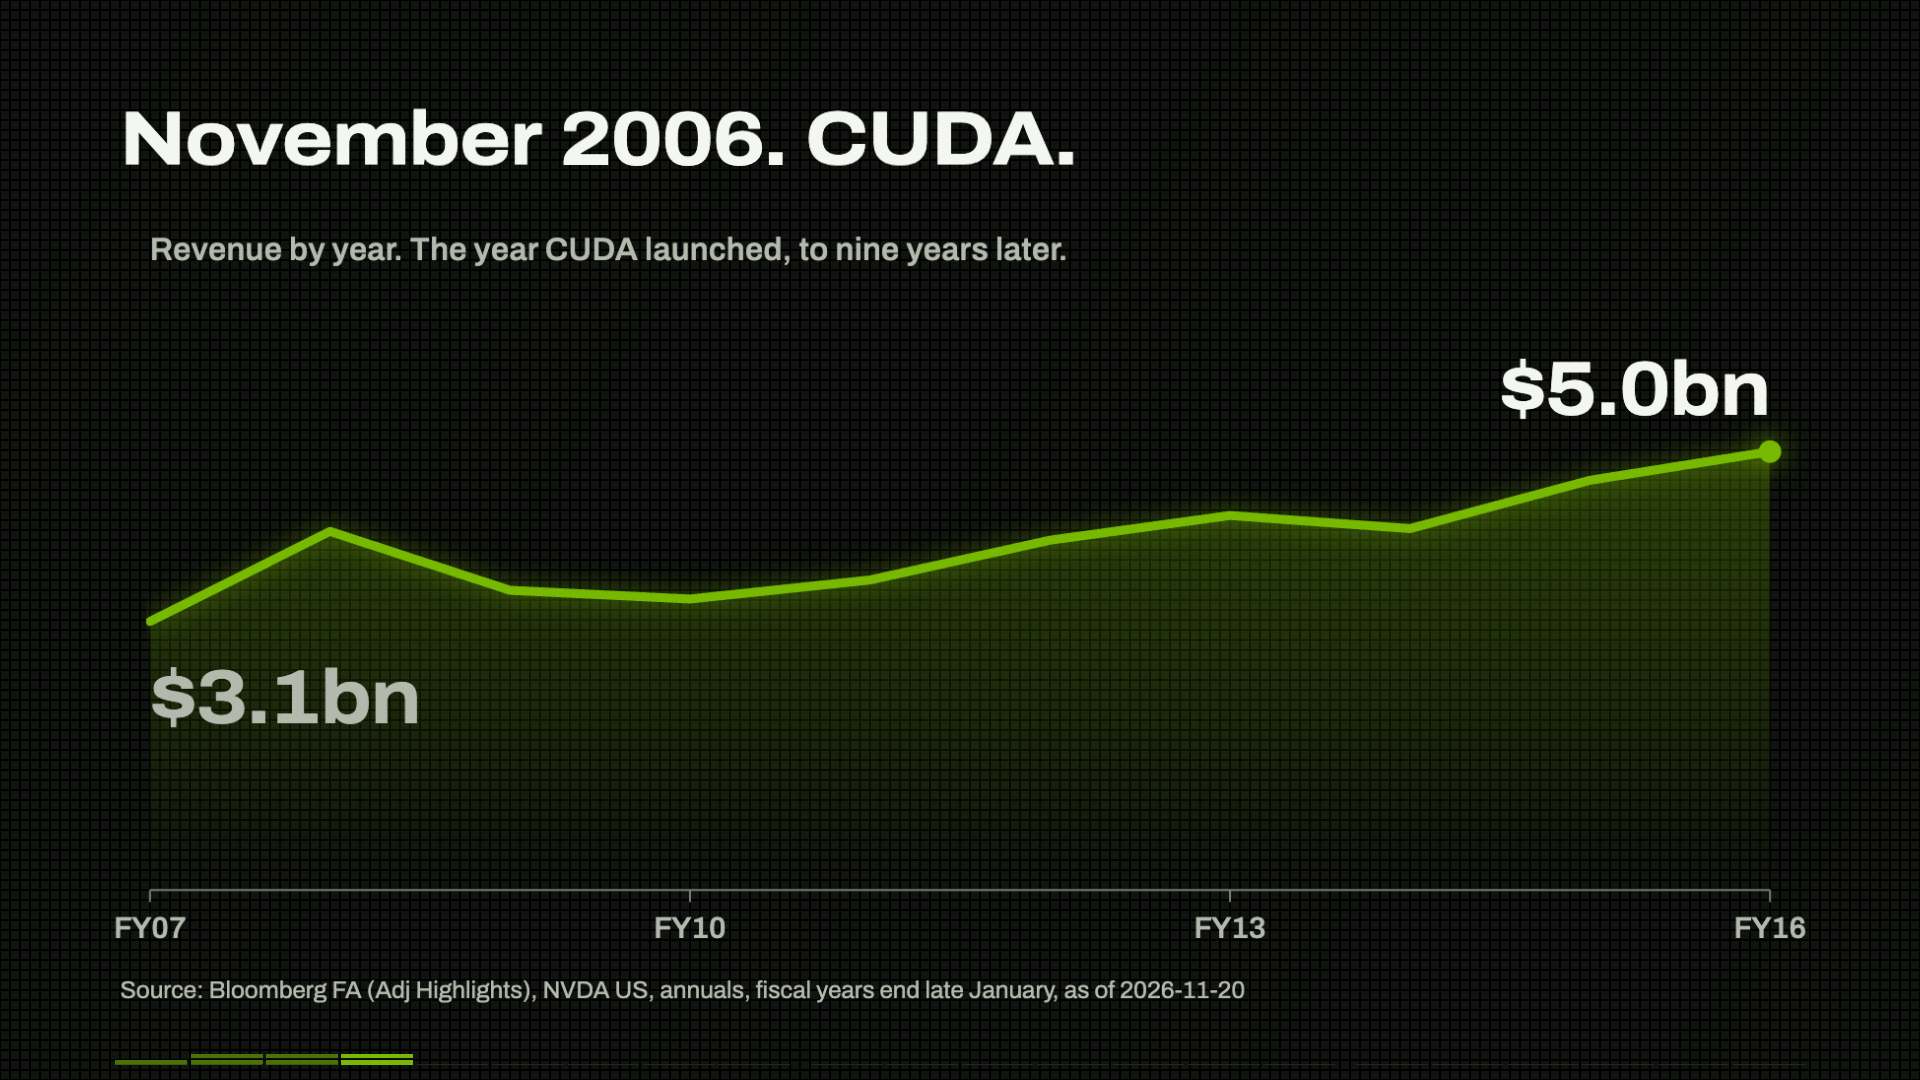 November 2006. CUDA.
Revenue by year. The year CUDA launched, to nine years later.
$5.0bn
$3.1bn
FY07 FY10 FY13 FY16
Source: Bloomberg FA (Adj Highlights), NVDA US, annuals, fiscal years end late January, as of 2026-11-20